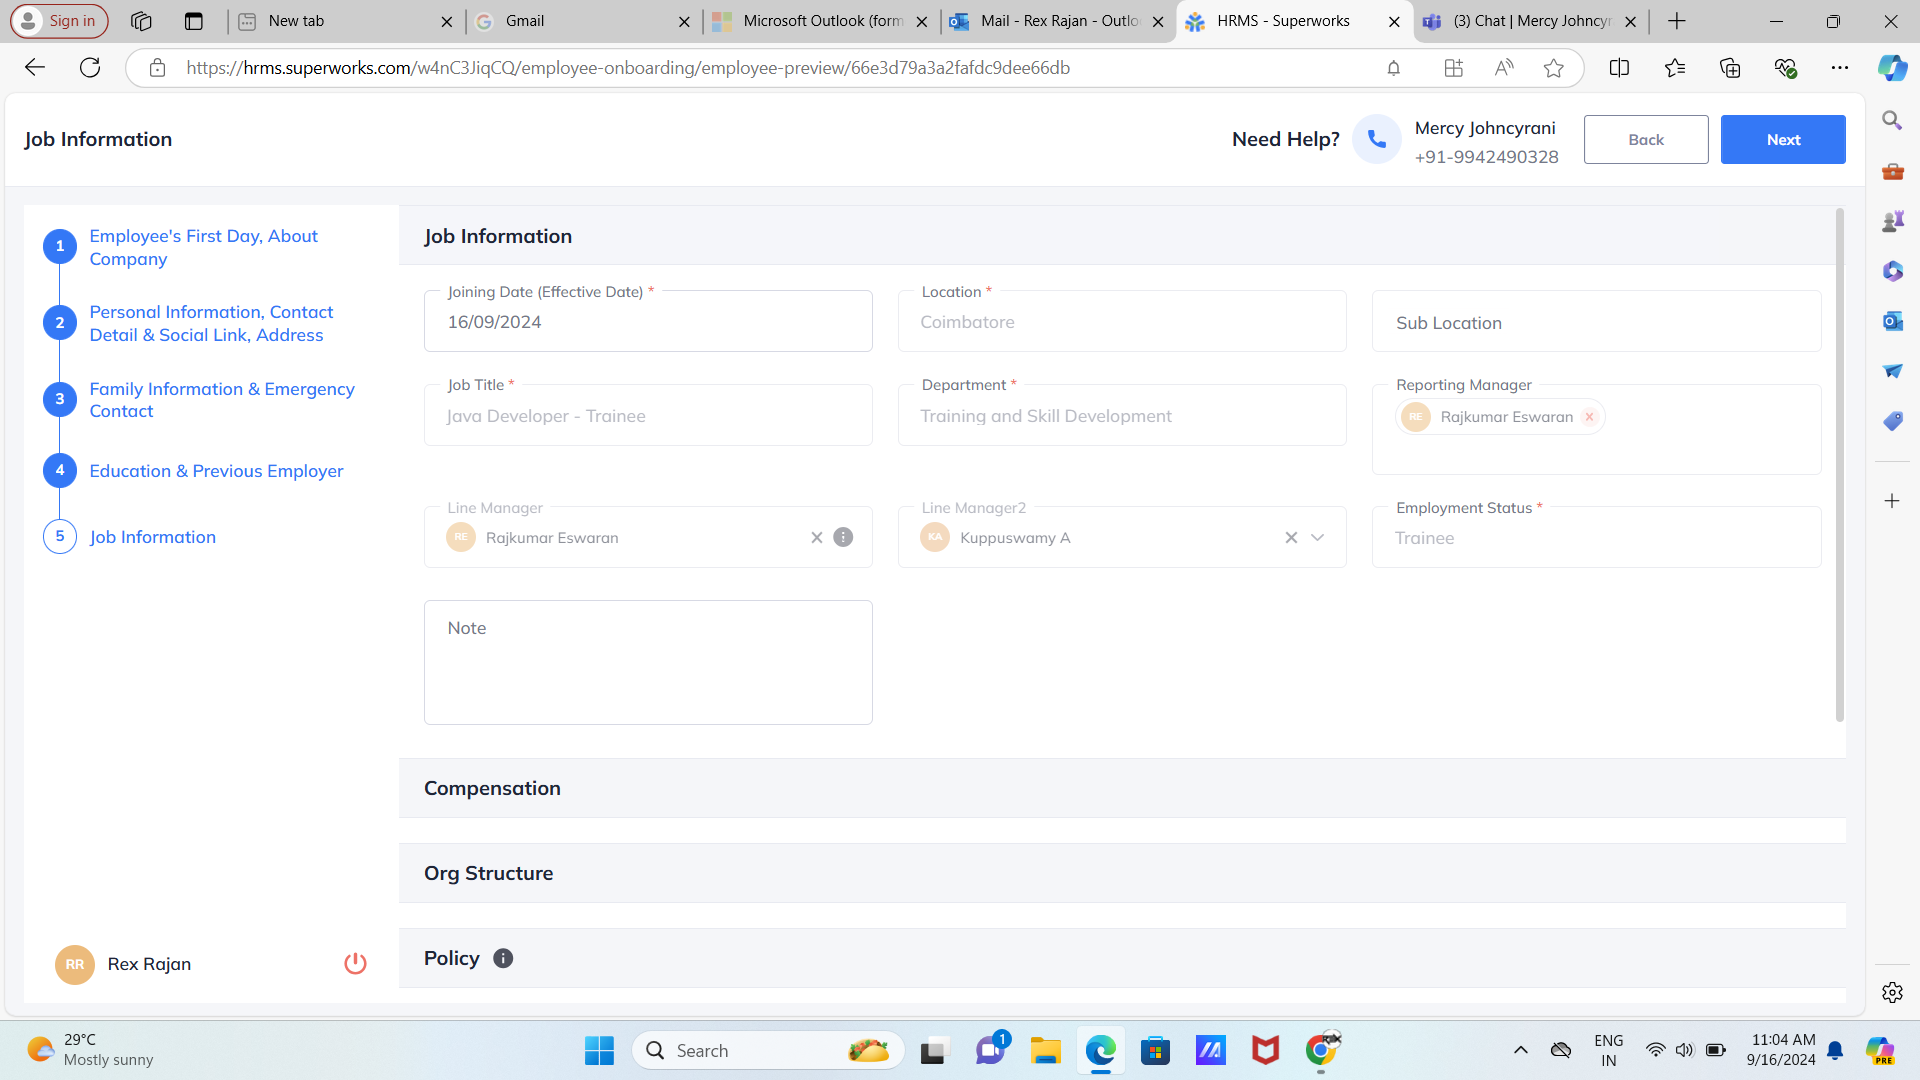 Sign in
New tab
Gmail
Microsoft Outlook (form
Mail - Rex Rajan - Outlo
HRMS - Superworks
(3) Chat | Mercy Johncyr
https://hrms.superworks.com/w4nC3JiqCQ/employee-onboarding/employee-preview/66e3d79a3a2fafdc9dee66db
Job Information
Need Help?
Mercy Johncyrani
+91-9942490328
Back
Next
1
Employee's First Day, About
Company
2
Personal Information, Contact
Detail & Social Link, Address
3
Family Information & Emergency
Contact
4
Education & Previous Employer
5
Job Information
RR
Rex Rajan
Job Information
Joining Date (Effective Date) *
16/09/2024
Location *
Coimbatore
Sub Location
Job Title *
Java Developer - Trainee
Department *
Training and Skill Development
Reporting Manager
RE
Rajkumar Eswaran
Line Manager
RE
Rajkumar Eswaran
Line Manager2
KA
Kuppuswamy A
Employment Status *
Trainee
Note
Compensation
Org Structure
Policy
29°C
Mostly sunny
Search
1
ENG
IN
11:04 AM
9/16/2024
PRE